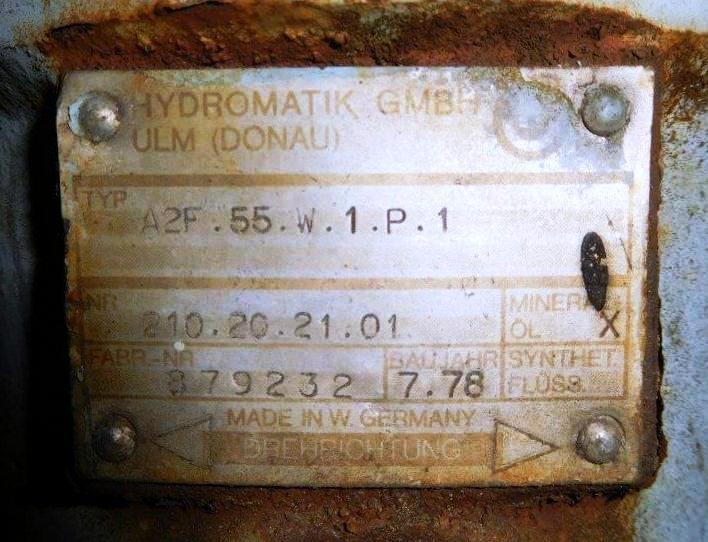 HYDROMATIK GMBH
ULM (DONAU)
TYP
A2F.55.W.1.P.1
NR
210.20.21.01
MINERAL
ÖL X
FABR.-NR
879232
BAUJAHR
7.78
SYNTHET.
FLÜSS.
MADE IN W. GERMANY
DREHRICHTUNG